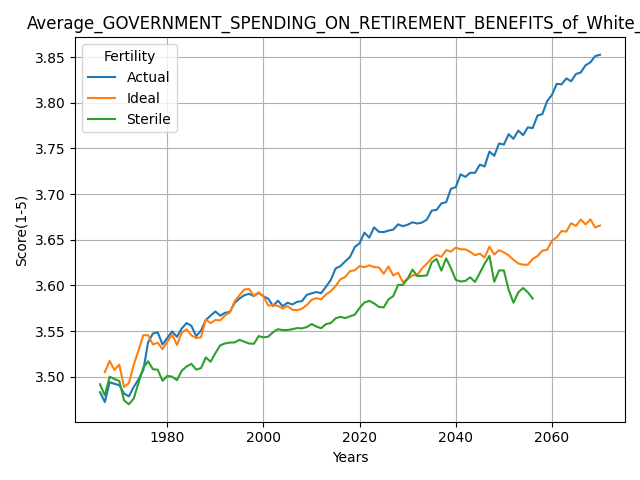 Average_GOVERNMENT_SPENDING_ON_RETIREMENT_BENEFITS_of_White_
Fertility
Actual
Ideal
Sterile
Score(1-5)
3.85
3.80
3.75
3.70
3.65
3.60
3.55
3.50
1980
2000
2020
2040
2060
Years